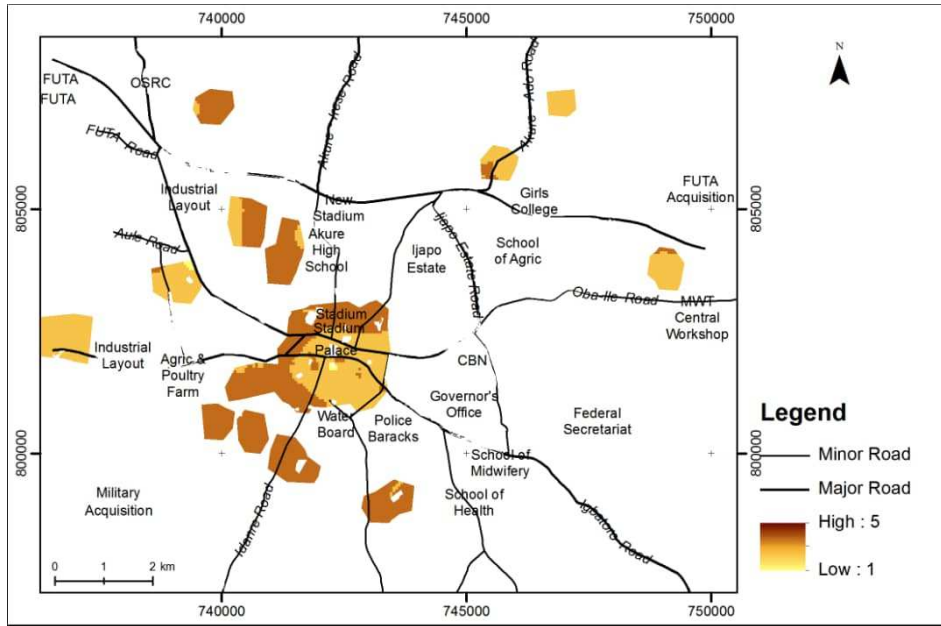 740000
745000
750000
N
FUTA
FUTA
OSRC
FUTA Road
Akure - Irese Road
Akure - Ado Road
805000
805000
Industrial
Layout
New
Stadium
Akure
High
School
Girls
College
FUTA
Acquisition
Aule Road
Ijapo
Estate
Ijapo Estate Road
School
of Agric
Oba-Ile Road
MWT
Central
Workshop
Stadium
Stadium
Palace
Industrial
Layout
Agric &
Poultry
Farm
CBN
Water
Board
Police
Baracks
Governor's
Office
Federal
Secretariat
800000
800000
School of
Midwifery
School of
Health
Military
Acquisition
Idanre Road
Igbatoro Road
0 1 2 km
740000
745000
750000
Legend
Minor Road
Major Road
High : 5
Low : 1